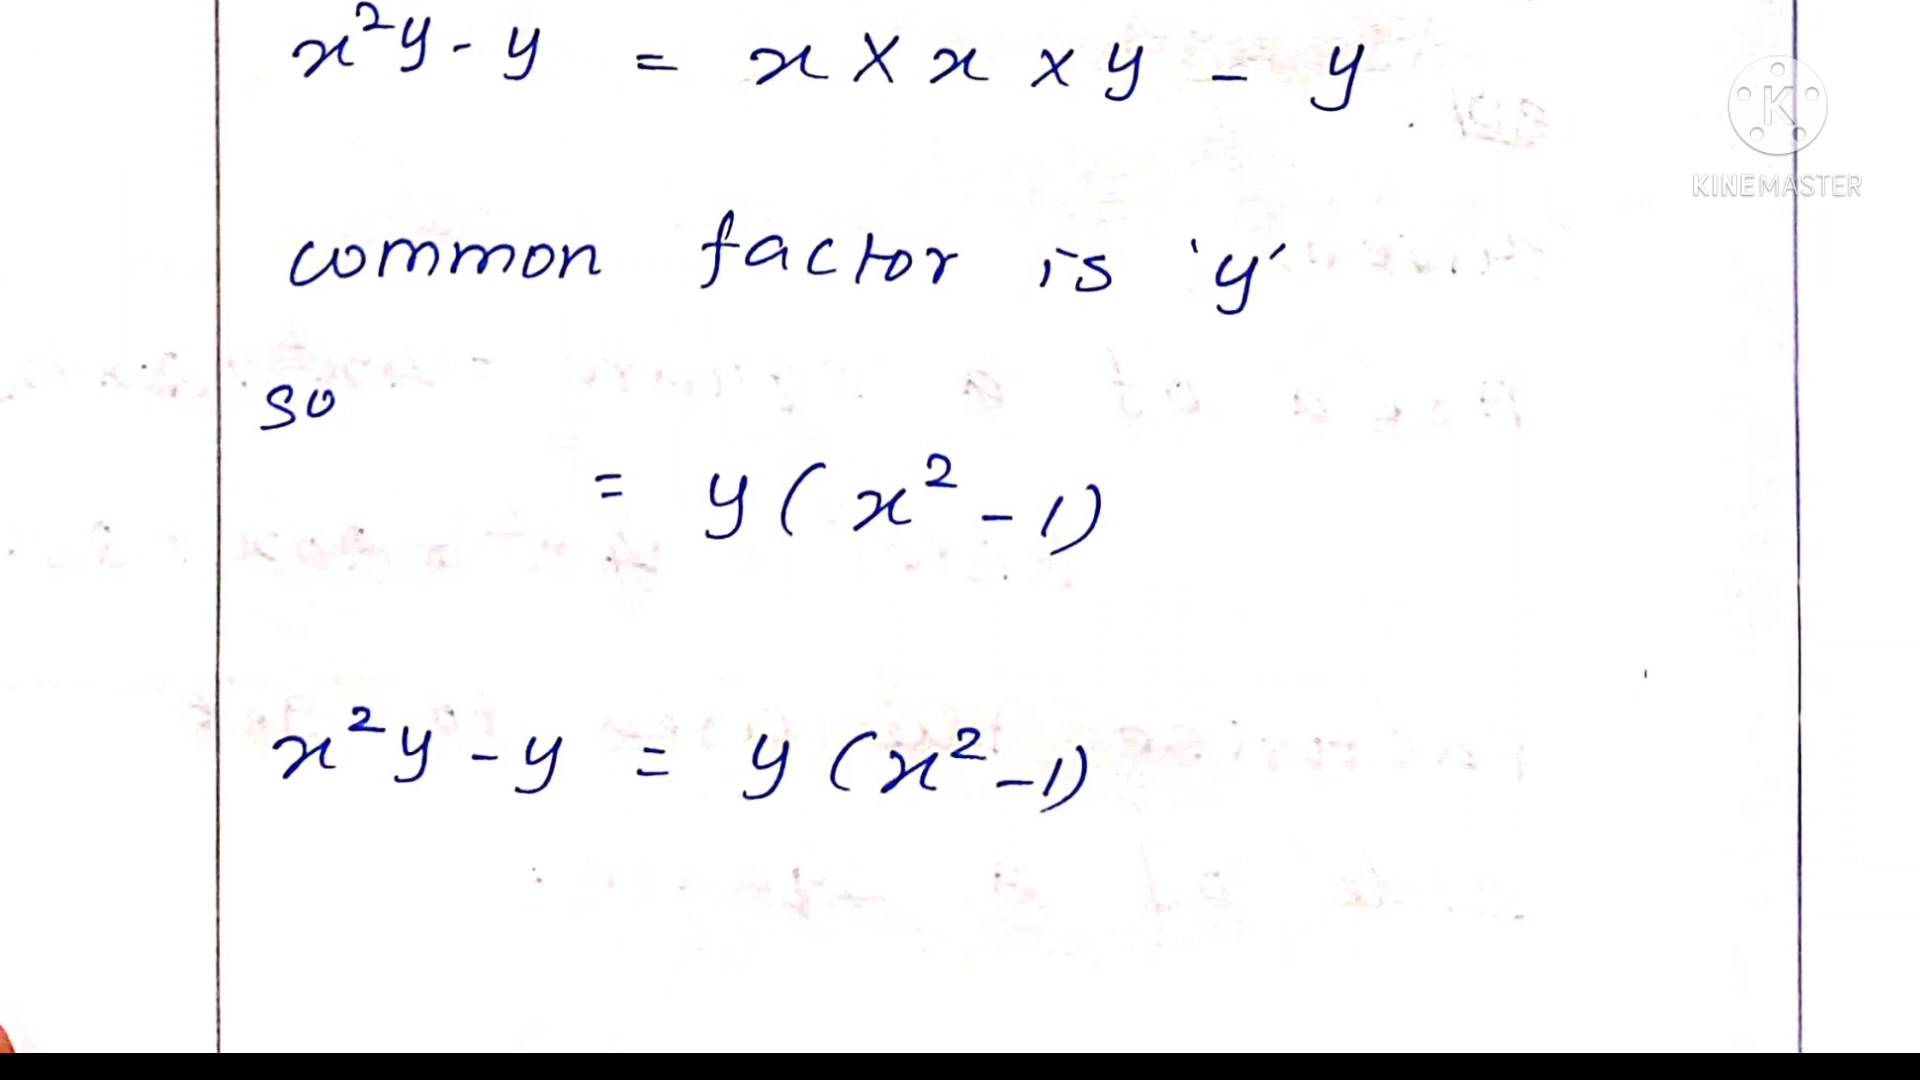 x²y - y = x × x × y - y
K
KINEMASTER
common factor is 'y'
so
= y ( x² - 1)
x²y - y = y (x² - 1)